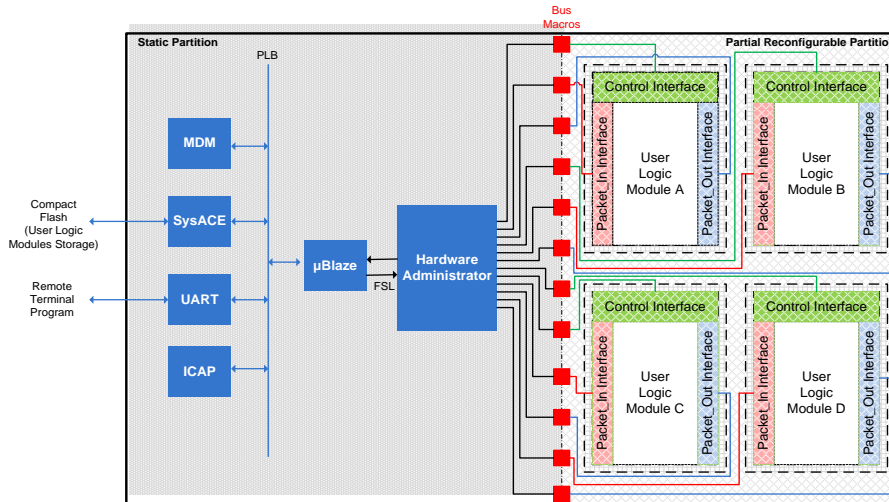 Bus
Macros
Static Partition
Partial Reconfigurable Partition
PLB
MDM
Compact
Flash
(User Logic
Modules Storage)
SysACE
µBlaze
FSL
Hardware
Administrator
Remote
Terminal
Program
UART
ICAP
Control Interface
Packet_In Interface
User
Logic
Module A
Packet_Out Interface
Control Interface
Packet_In Interface
User
Logic
Module B
Packet_Out Interface
Control Interface
Packet_In Interface
User
Logic
Module C
Packet_Out Interface
Control Interface
Packet_In Interface
User
Logic
Module D
Packet_Out Interface